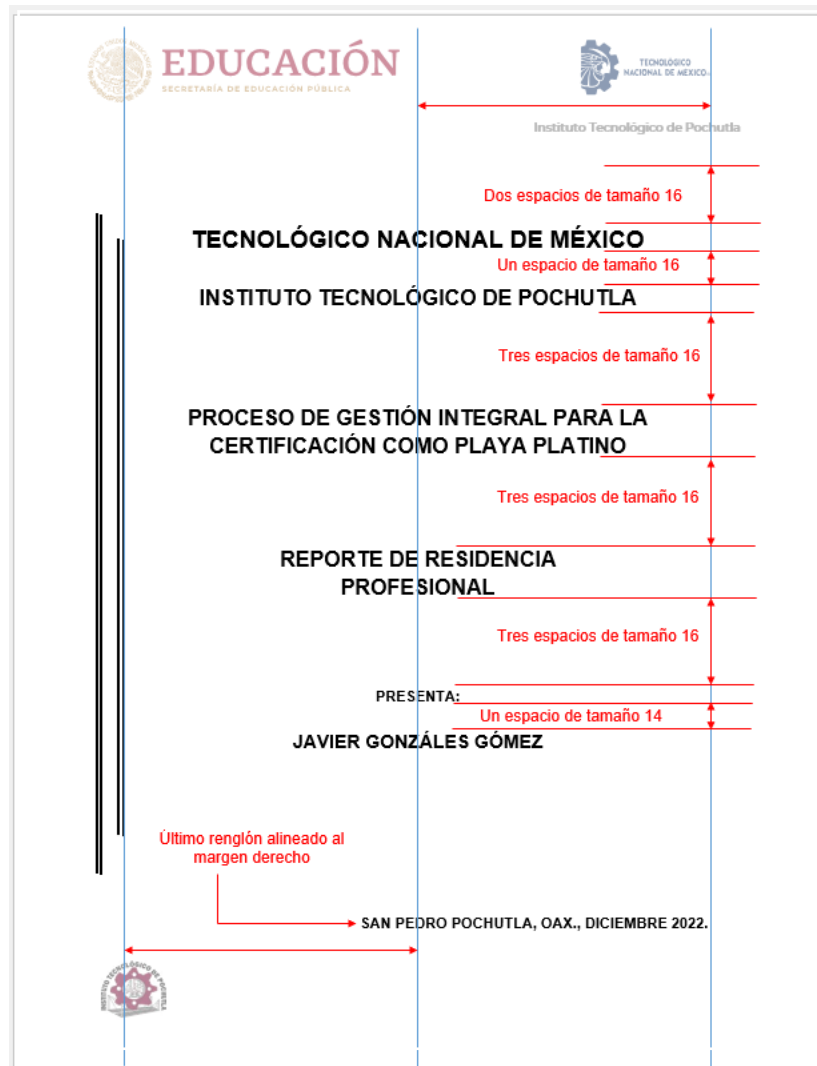 EDUCACIÓN
SECRETARÍA DE EDUCACIÓN PÚBLICA
TECNOLÓGICO
NACIONAL DE MÉXICO
Instituto Tecnológico de Pochutla
Dos espacios de tamaño 16
TECNOLÓGICO NACIONAL DE MÉXICO
Un espacio de tamaño 16
INSTITUTO TECNOLÓGICO DE POCHUTLA
Tres espacios de tamaño 16
PROCESO DE GESTIÓN INTEGRAL PARA LA
CERTIFICACIÓN COMO PLAYA PLATINO
Tres espacios de tamaño 16
REPORTE DE RESIDENCIA
PROFESIONAL
Tres espacios de tamaño 16
PRESENTA:
Un espacio de tamaño 14
JAVIER GONZÁLES GÓMEZ
Último renglón alineado al
margen derecho
SAN PEDRO POCHUTLA, OAX., DICIEMBRE 2022.
INSTITUTO TECNOLÓGICO DE POCHUTLA